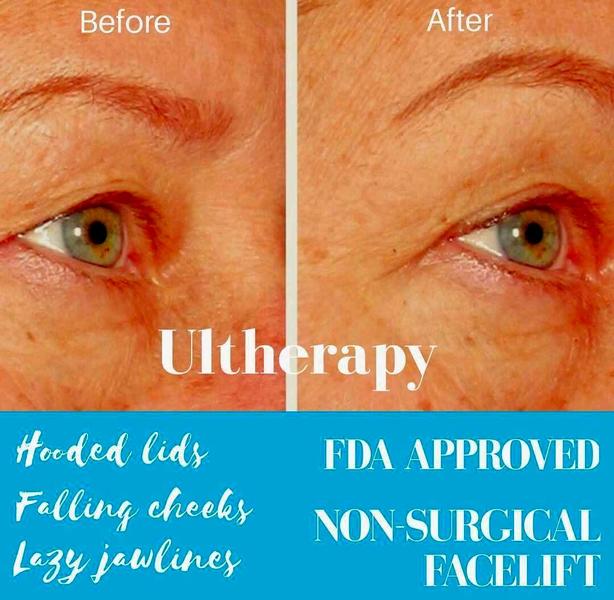 Before
After
Ultherapy
Hooded lids
Falling cheeks
Lazy jawlines
FDA APPROVED
NON-SURGICAL
FACELIFT